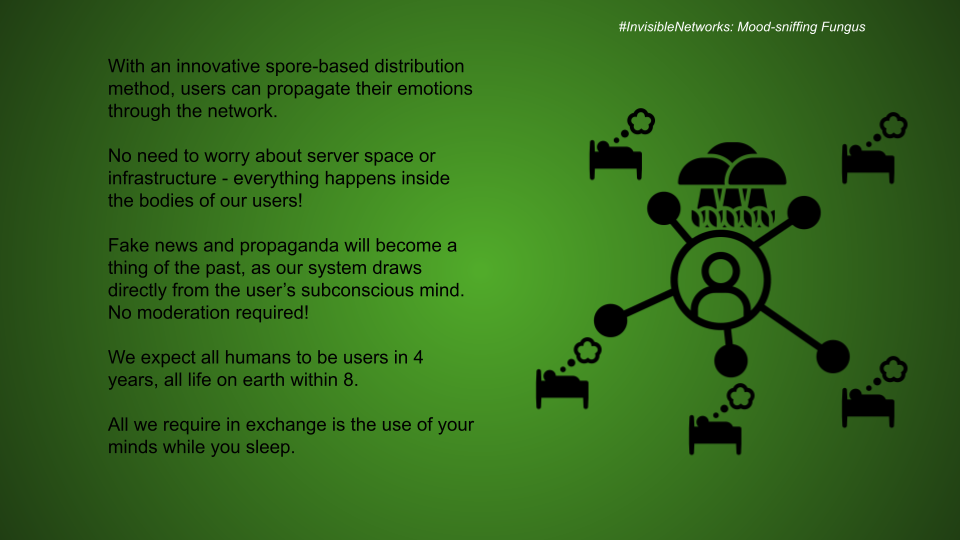 #InvisibleNetworks: Mood-sniffing Fungus
With an innovative spore-based distribution
method, users can propagate their emotions
through the network.
No need to worry about server space or
infrastructure - everything happens inside
the bodies of our users!
Fake news and propaganda will become a
thing of the past, as our system draws
directly from the user’s subconscious mind.
No moderation required!
We expect all humans to be users in 4
years, all life on earth within 8.
All we require in exchange is the use of your
minds while you sleep.